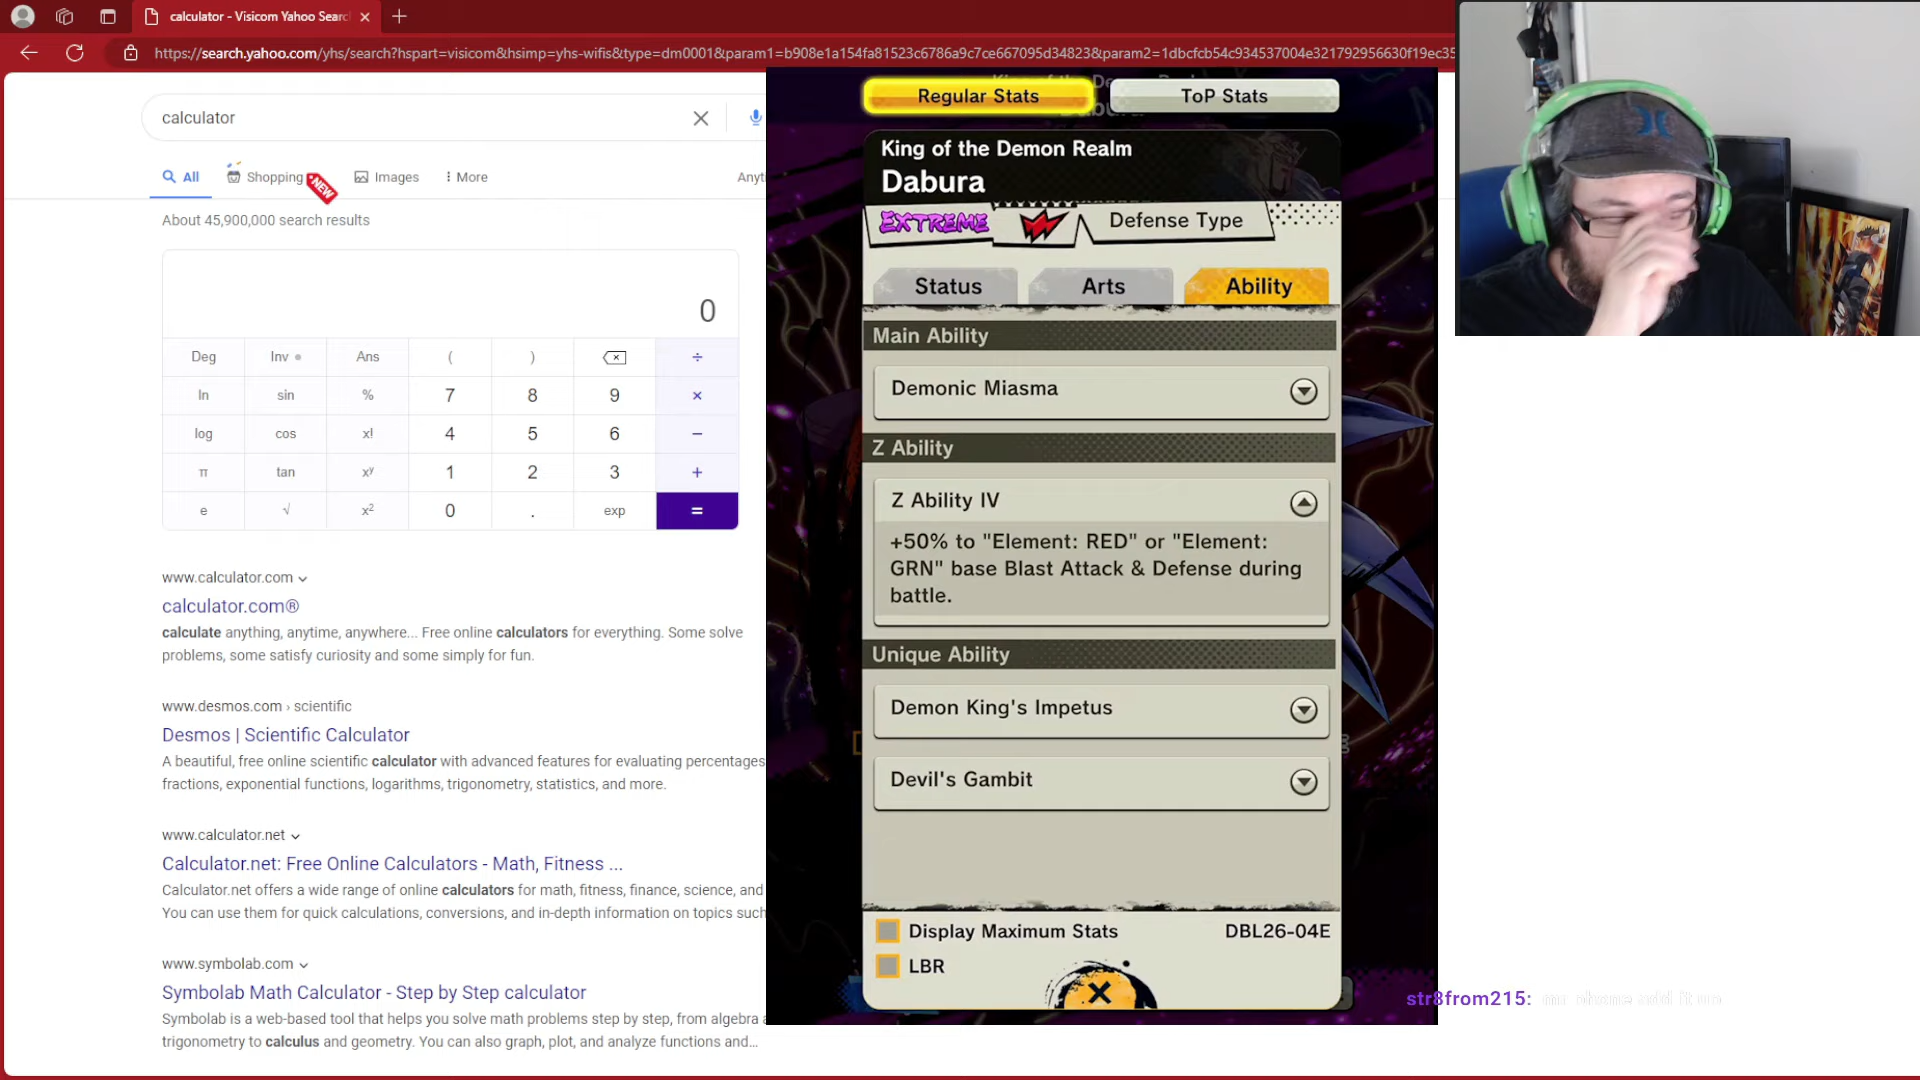 calculator - Visicom Yahoo Searc
https://search.yahoo.com/yhs/search?hspart=visicom&hsimp=yhs-wifis&type=dm0001&param1=b908e1a154fa81523c6786a9c7ce667095d34823&param2=1dbcfcb54c934537004e321792956630f19ec35
calculator
All
Shopping
NEW
Images
More
Anyti
About 45,900,000 search results
0
Deg Inv Ans ( ) ÷
ln sin % 7 8 9 ×
log cos x! 4 5 6 −
π tan xʸ 1 2 3 +
e √ x² 0 . exp =
www.calculator.com
calculator.com®
calculate anything, anytime, anywhere... Free online calculators for everything. Some solve
problems, some satisfy curiosity and some simply for fun.
www.desmos.com › scientific
Desmos | Scientific Calculator
A beautiful, free online scientific calculator with advanced features for evaluating percentages
fractions, exponential functions, logarithms, trigonometry, statistics, and more.
www.calculator.net
Calculator.net: Free Online Calculators - Math, Fitness ...
Calculator.net offers a wide range of online calculators for math, fitness, finance, science, and
You can use them for quick calculations, conversions, and in-depth information on topics such
www.symbolab.com
Symbolab Math Calculator - Step by Step calculator
Symbolab is a web-based tool that helps you solve math problems step by step, from algebra a
trigonometry to calculus and geometry. You can also graph, plot, and analyze functions and...
Regular Stats
ToP Stats
King of the Demon Realm
Dabura
EXTREME
Defense Type
Status
Arts
Ability
Main Ability
Demonic Miasma
Z Ability
Z Ability IV
+50% to "Element: RED" or "Element:
GRN" base Blast Attack & Defense during
battle.
Unique Ability
Demon King's Impetus
Devil's Gambit
Display Maximum Stats
DBL26-04E
LBR
str8from215: